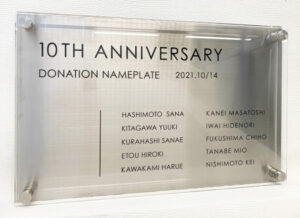 10TH ANNIVERSARY
DONATION NAMEPLATE 2021.10/14
HASHIMOTO SANA
KITAGAWA YUUKI
KURAHASHI SANAE
ETOU HIROKI
KAWAKAMI HARUE
KANEI MASATOSHI
IWAI HIDENORI
FUKUSHIMA CHIHO
TANABE MIO
NISHIMOTO KEI